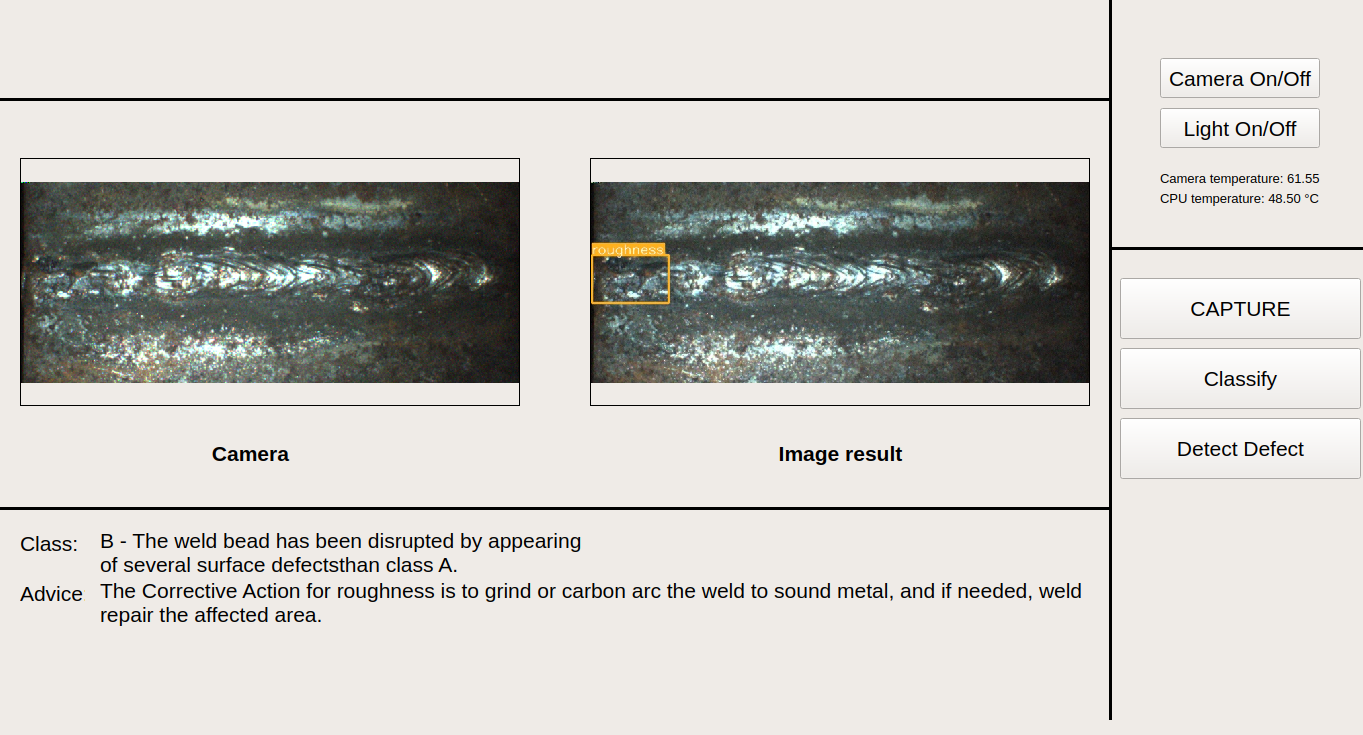 Camera On/Off
Light On/Off
Camera temperature: 61.55
CPU temperature: 48.50 °C
roughness
Camera
Image result
CAPTURE
Classify
Detect Defect
Class: B - The weld bead has been disrupted by appearing
of several surface defectsthan class A.
Advice The Corrective Action for roughness is to grind or carbon arc the weld to sound metal, and if needed, weld
repair the affected area.